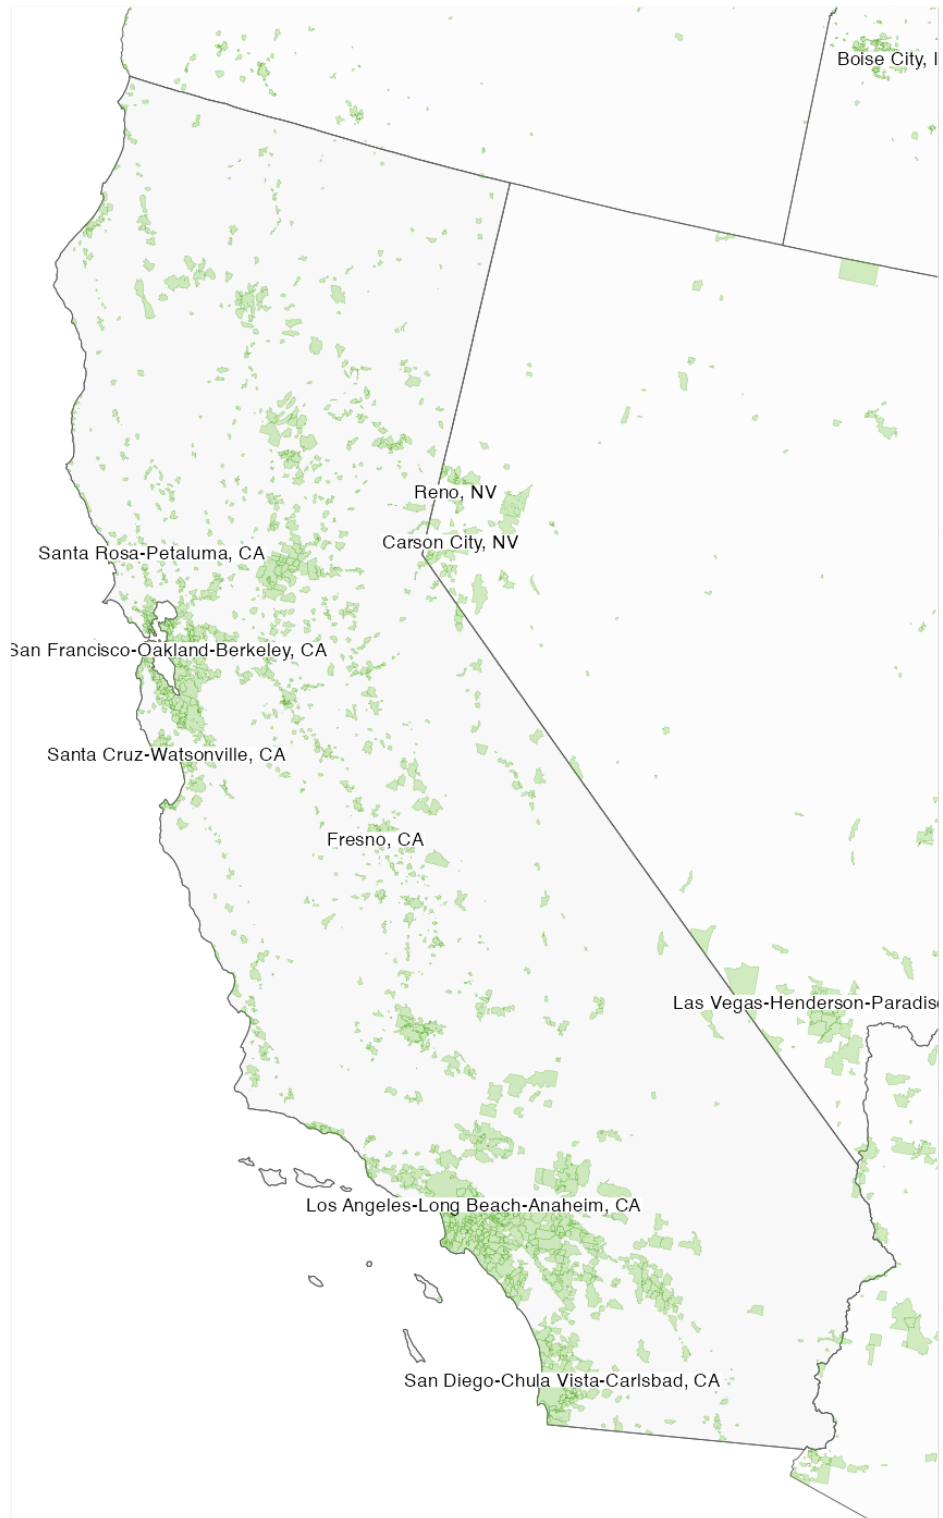 Boise City, I
Reno, NV
Carson City, NV
Santa Rosa-Petaluma, CA
San Francisco-Oakland-Berkeley, CA
Santa Cruz-Watsonville, CA
Fresno, CA
Las Vegas-Henderson-Paradis
Los Angeles-Long Beach-Anaheim, CA
San Diego-Chula Vista-Carlsbad, CA